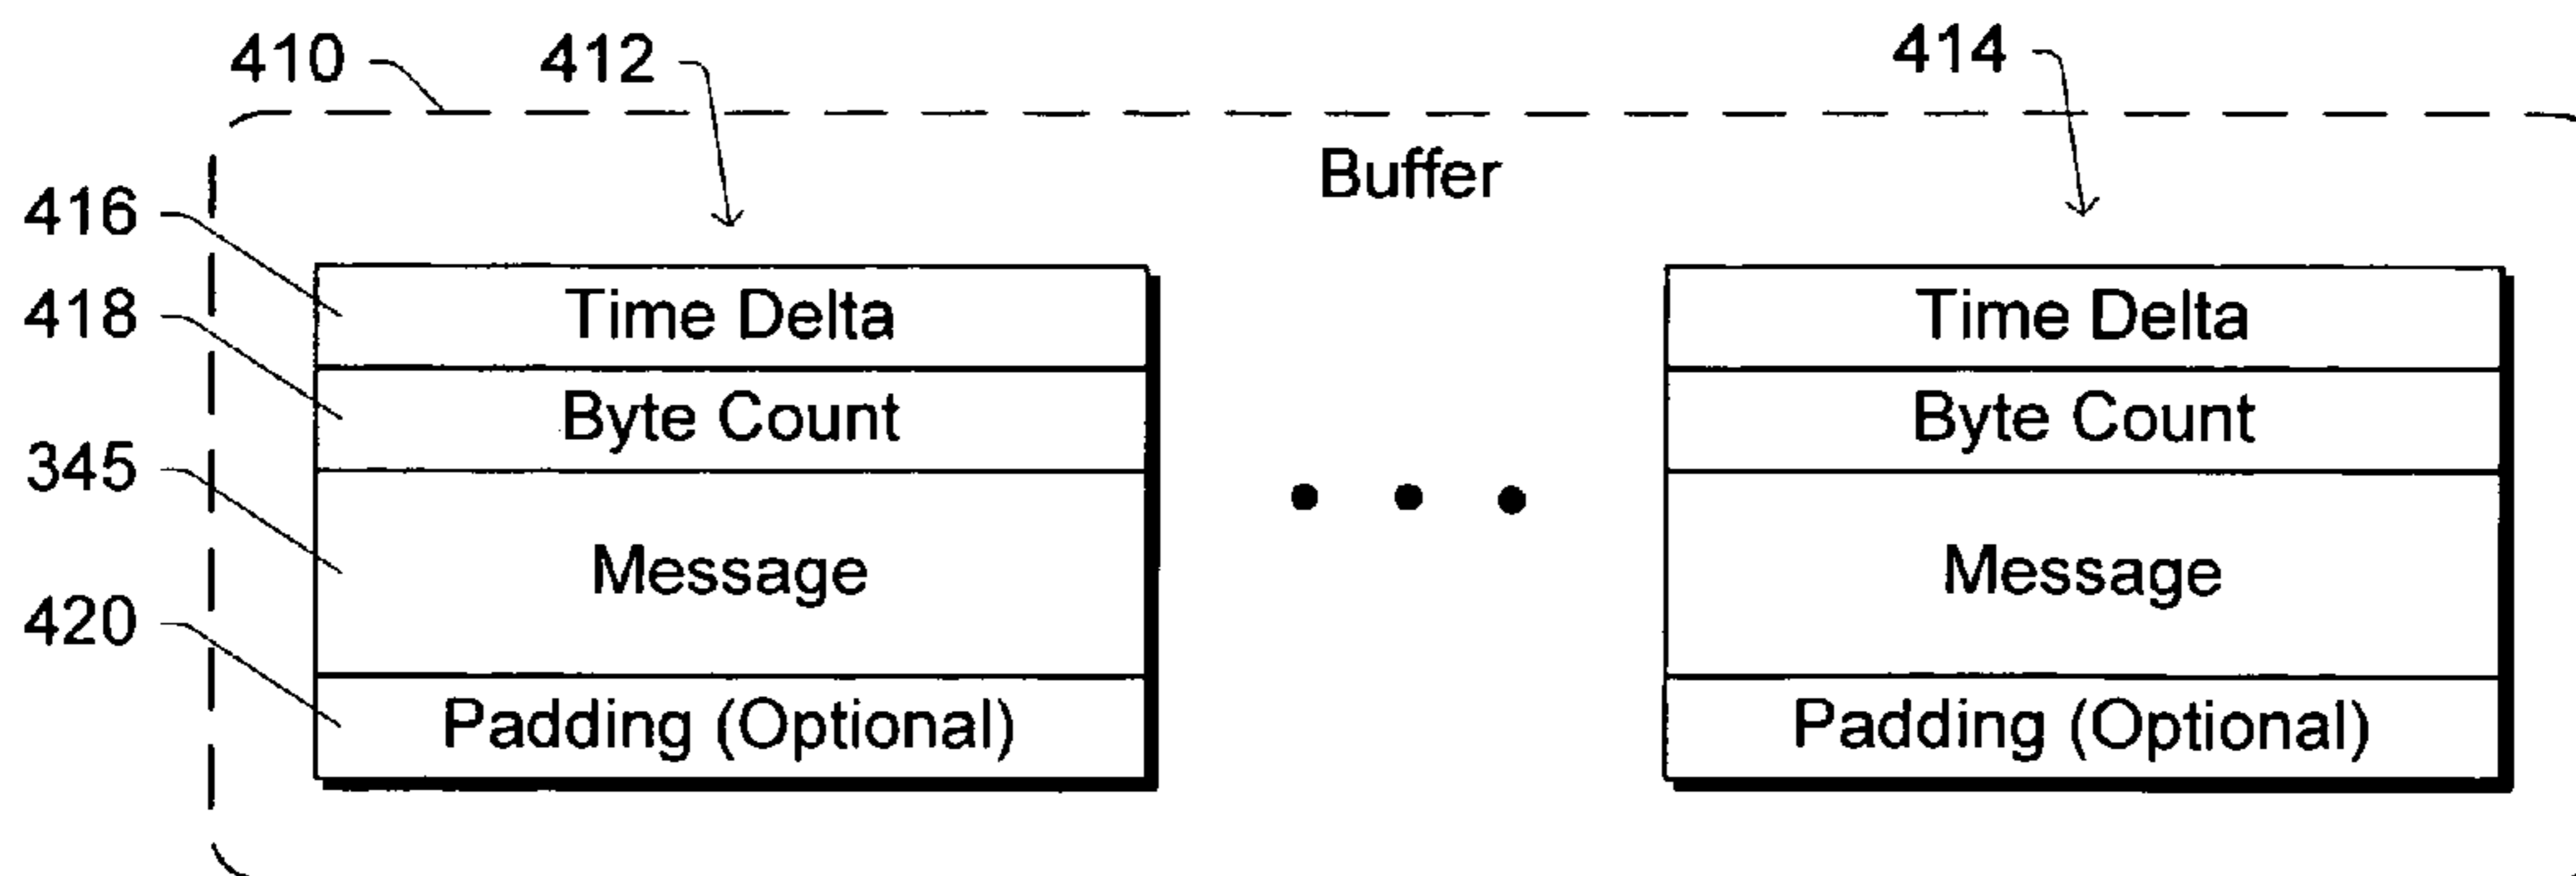 410 412 414
Buffer
416 Time Delta Time Delta
418 Byte Count Byte Count
345 Message Message
420 Padding (Optional) Padding (Optional)